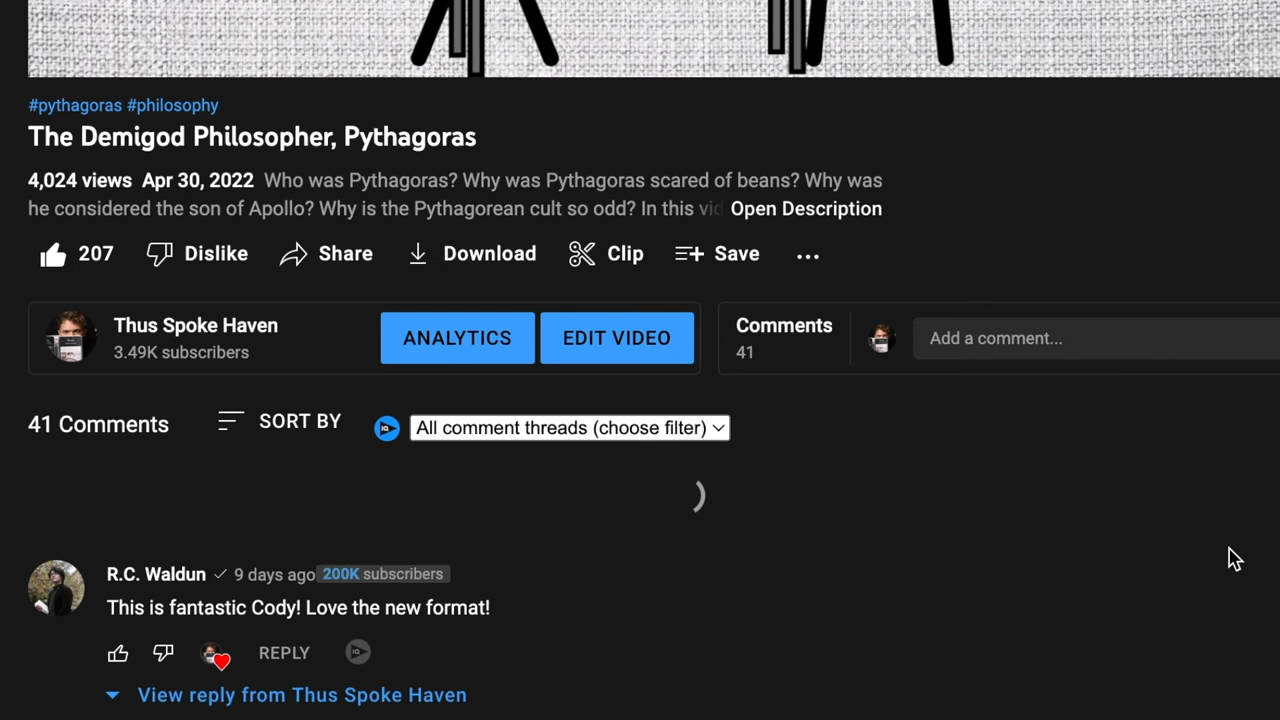 #pythagoras #philosophy
The Demigod Philosopher, Pythagoras
4,024 views Apr 30, 2022 Who was Pythagoras? Why was Pythagoras scared of beans? Why was
he considered the son of Apollo? Why is the Pythagorean cult so odd? In this vid Open Description
207 Dislike Share Download Clip Save ...
Thus Spoke Haven
3.49K subscribers
ANALYTICS EDIT VIDEO
Comments
41
Add a comment...
41 Comments SORT BY IQ All comment threads (choose filter)
R.C. Waldun 9 days ago 200K subscribers
This is fantastic Cody! Love the new format!
REPLY IQ
View reply from Thus Spoke Haven